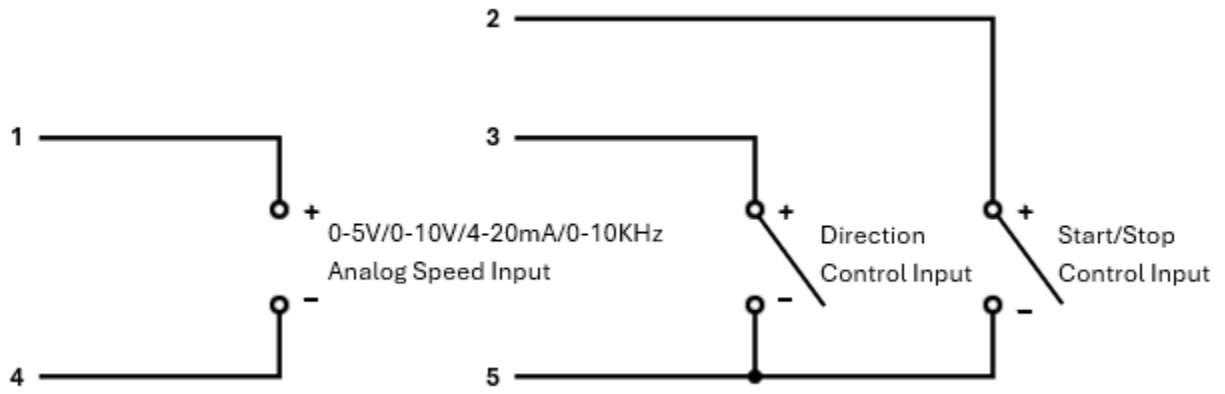 2
1
3
+
+
+
0-5V/0-10V/4-20mA/0-10KHz
Analog Speed Input
Direction
Control Input
Start/Stop
Control Input
−
−
−
4
5